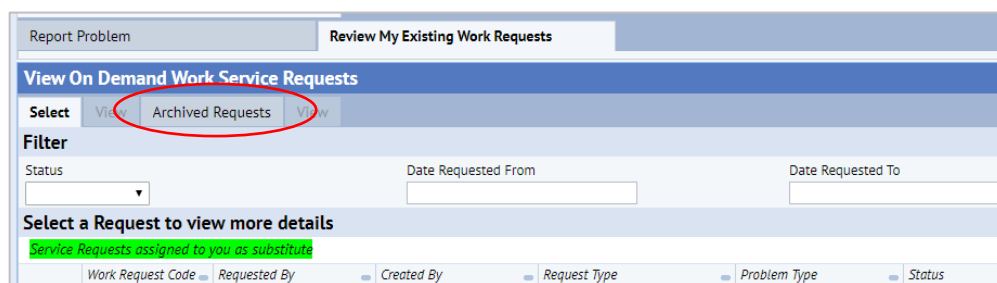 Report Problem Review My Existing Work Requests
View On Demand Work Service Requests
Select View Archived Requests View
Filter
Status Date Requested From Date Requested To
Select a Request to view more details
Service Requests assigned to you as substitute
Work Request Code Requested By Created By Request Type Problem Type Status